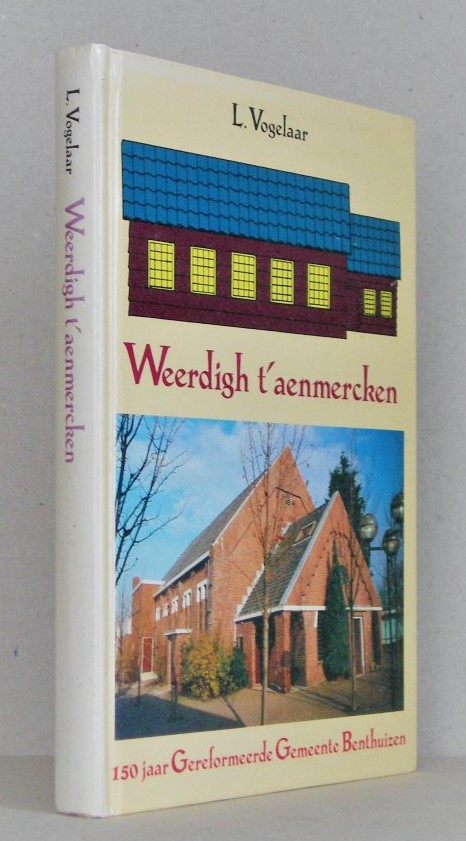 L. Vogelaar
Weerdigh t'aenmercken
L. Vogelaar
Weerdigh t'aenmercken
150 jaar Gereformeerde Gemeente Benthuizen